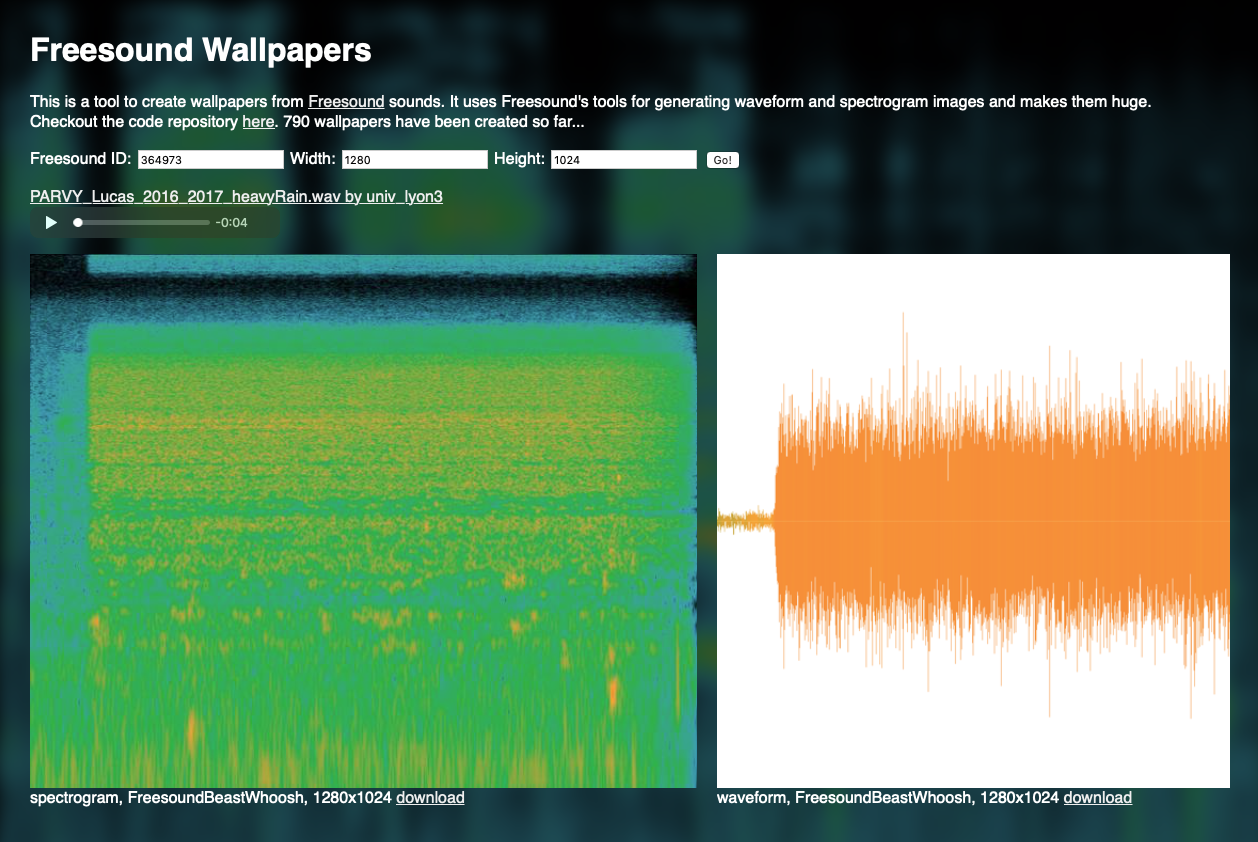 Freesound Wallpapers
This is a tool to create wallpapers from Freesound sounds. It uses Freesound's tools for generating waveform and spectrogram images and makes them huge.
Checkout the code repository here. 790 wallpapers have been created so far...
Freesound ID: 364973 Width: 1280 Height: 1024 Go!
PARVY_Lucas_2016_2017_heavyRain.wav by univ_lyon3
-0:04
spectrogram, FreesoundBeastWhoosh, 1280x1024 download
waveform, FreesoundBeastWhoosh, 1280x1024 download